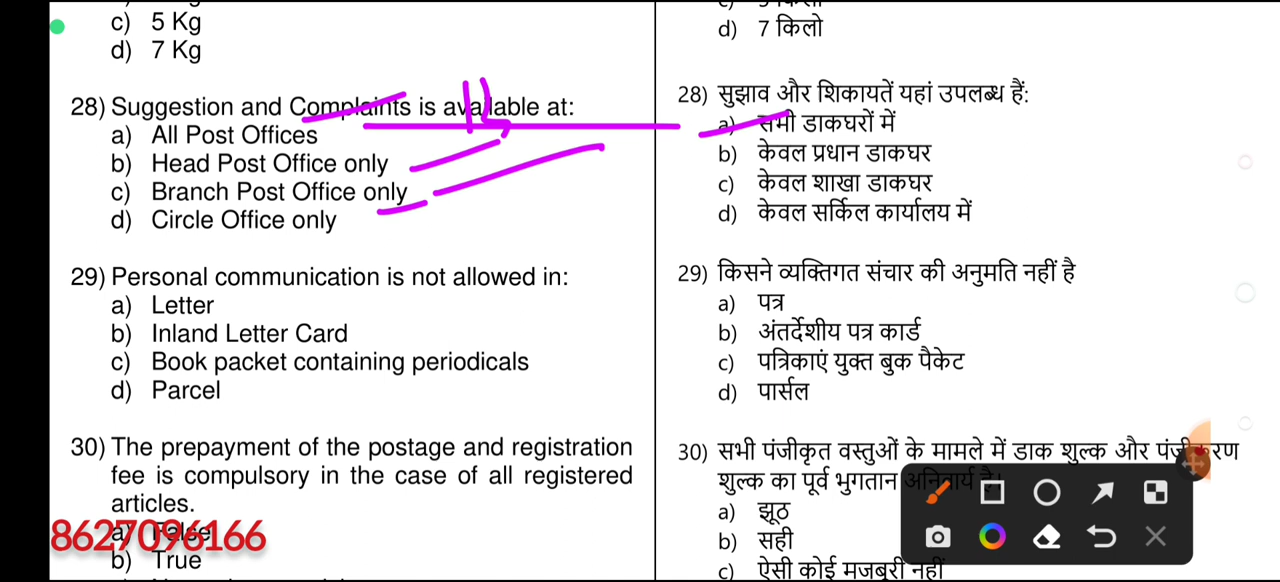 c) 5 Kg
d) 7 Kg
28) Suggestion and Complaints is available at:
a) All Post Offices
b) Head Post Office only
c) Branch Post Office only
d) Circle Office only
29) Personal communication is not allowed in:
a) Letter
b) Inland Letter Card
c) Book packet containing periodicals
d) Parcel
30) The prepayment of the postage and registration
fee is compulsory in the case of all registered
articles.
a) False
b) True
8627096166
d) 7 किलो
28) सुझाव और शिकायतें यहां उपलब्ध हैं:
a) सभी डाकघरों में
b) केवल प्रधान डाकघर
c) केवल शाखा डाकघर
d) केवल सर्किल कार्यालय में
29) किसने व्यक्तिगत संचार की अनुमति नहीं है
a) पत्र
b) अंतर्देशीय पत्र कार्ड
c) पत्रिकाएं युक्त बुक पैकेट
d) पार्सल
30) सभी पंजीकृत वस्तुओं के मामले में डाक शुल्क और पंजीकरण
शुल्क का पूर्व भुगतान अनिवार्य है।
a) झूठ
b) सही
c) ऐसी कोई मजबूरी नहीं